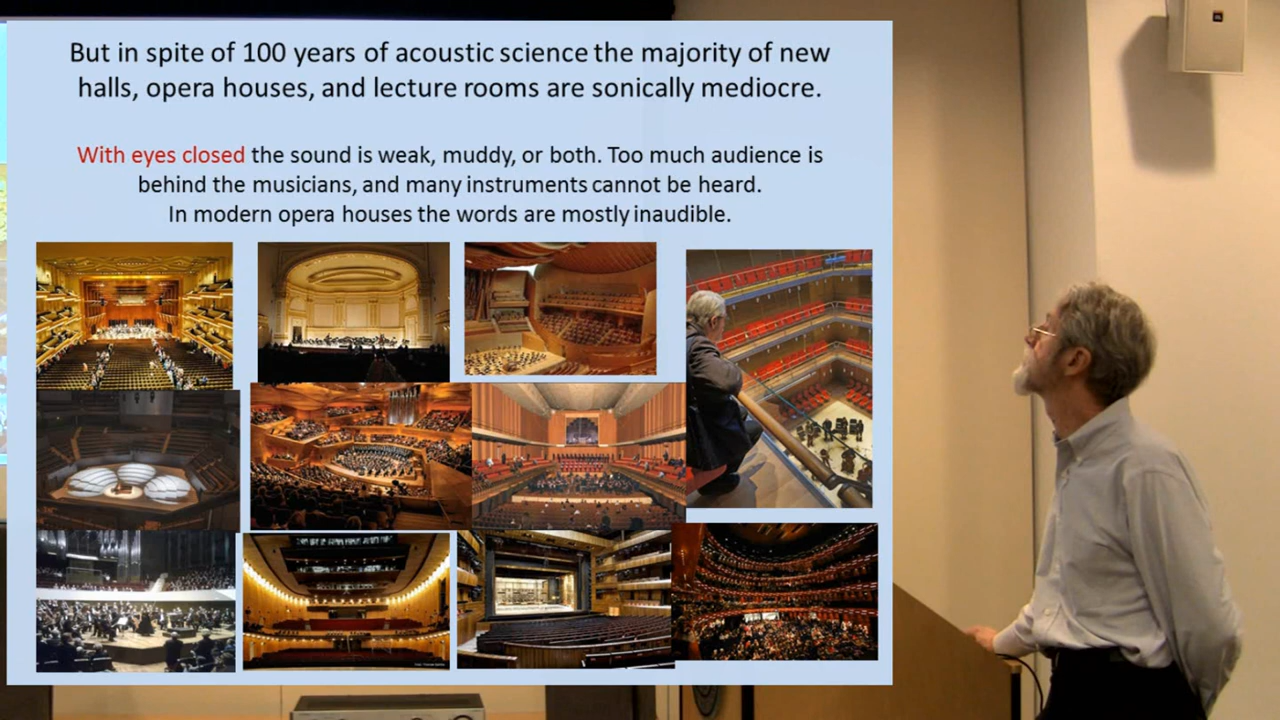 But in spite of 100 years of acoustic science the majority of new
halls, opera houses, and lecture rooms are sonically mediocre.
With eyes closed the sound is weak, muddy, or both. Too much audience is
behind the musicians, and many instruments cannot be heard.
In modern opera houses the words are mostly inaudible.